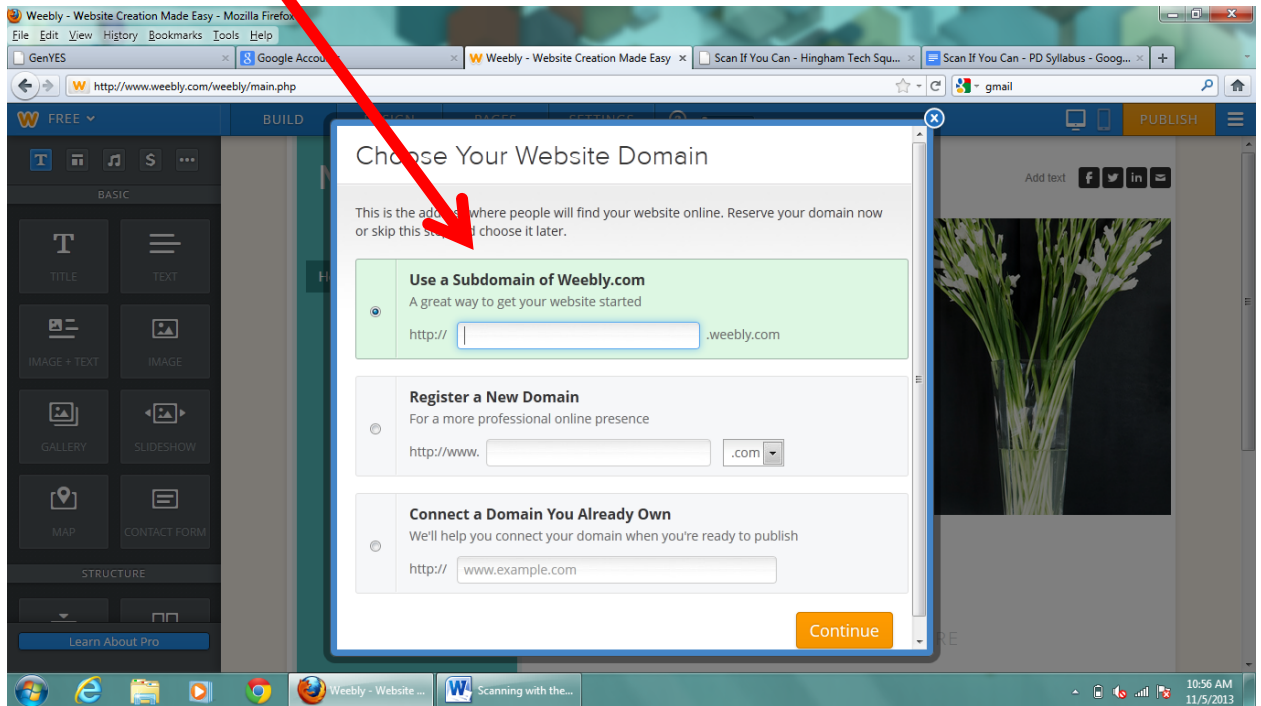 Weebly - Website Creation Made Easy - Mozilla Firefox
File Edit View History Bookmarks Tools Help
GenYES
Google Accou
Weebly - Website Creation Made Easy
Scan If You Can - Hingham Tech Squ...
Scan If You Can - PD Syllabus - Goog...
http://www.weebly.com/weebly/main.php
gmail
FREE
BUILD
PAGES
SETTINGS
PUBLISH
BASIC
TITLE
TEXT
IMAGE + TEXT
IMAGE
GALLERY
SLIDESHOW
MAP
CONTACT FORM
STRUCTURE
Learn About Pro
Add text
Choose Your Website Domain
This is the address where people will find your website online. Reserve your domain now
or skip this step and choose it later.
Use a Subdomain of Weebly.com
A great way to get your website started
http://
.weebly.com
Register a New Domain
For a more professional online presence
http://www.
.com
Connect a Domain You Already Own
We'll help you connect your domain when you're ready to publish
http://
www.example.com
Continue
RE
Weebly - Website ...
Scanning with the...
10:56 AM
11/5/2013